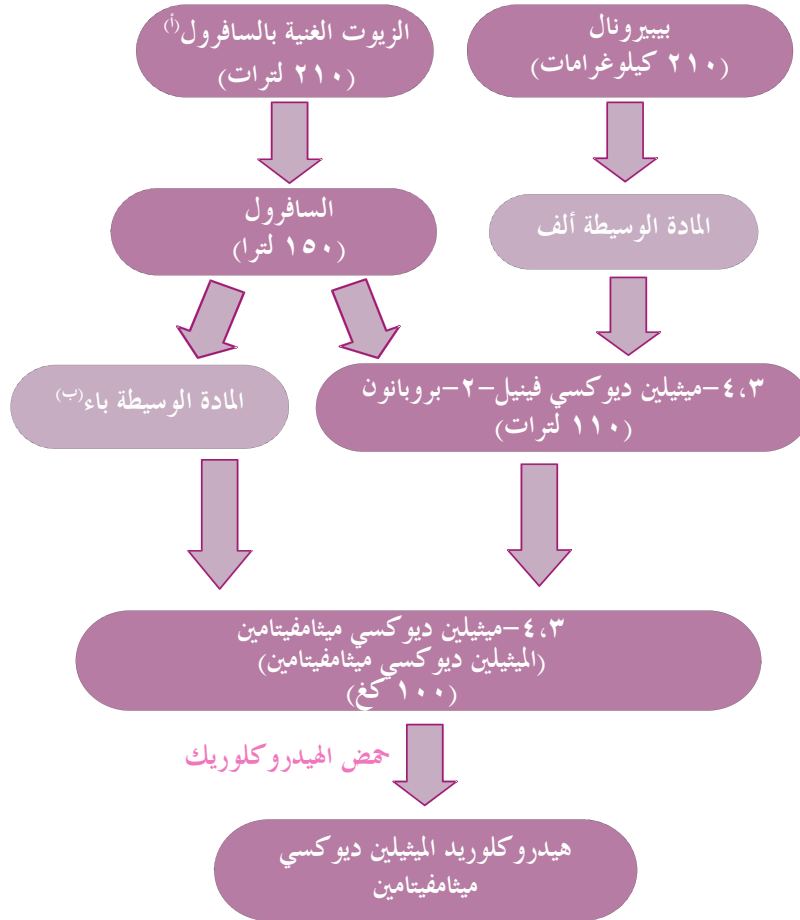 الزيوت الغنية بالسافرول(أ)
(٢١٠ لترات)
بيبيرونال
(٢١٠ كيلوغرامات)
السافرول
(١٥٠ لترا)
المادة الوسيطة ألف
المادة الوسيطة باء(ب)
٤،٣-ميثيلين ديوكسي فينيل-٢-بروبانون
(١١٠ لترات)
٤،٣-ميثيلين ديوكسي ميثامفيتامين
(الميثيلين ديوكسي ميثامفيتامين)
(١٠٠ كغ)
حمض الهيدروكلوريك
هيدروكلوريد الميثيلين ديوكسي
ميثامفيتامين